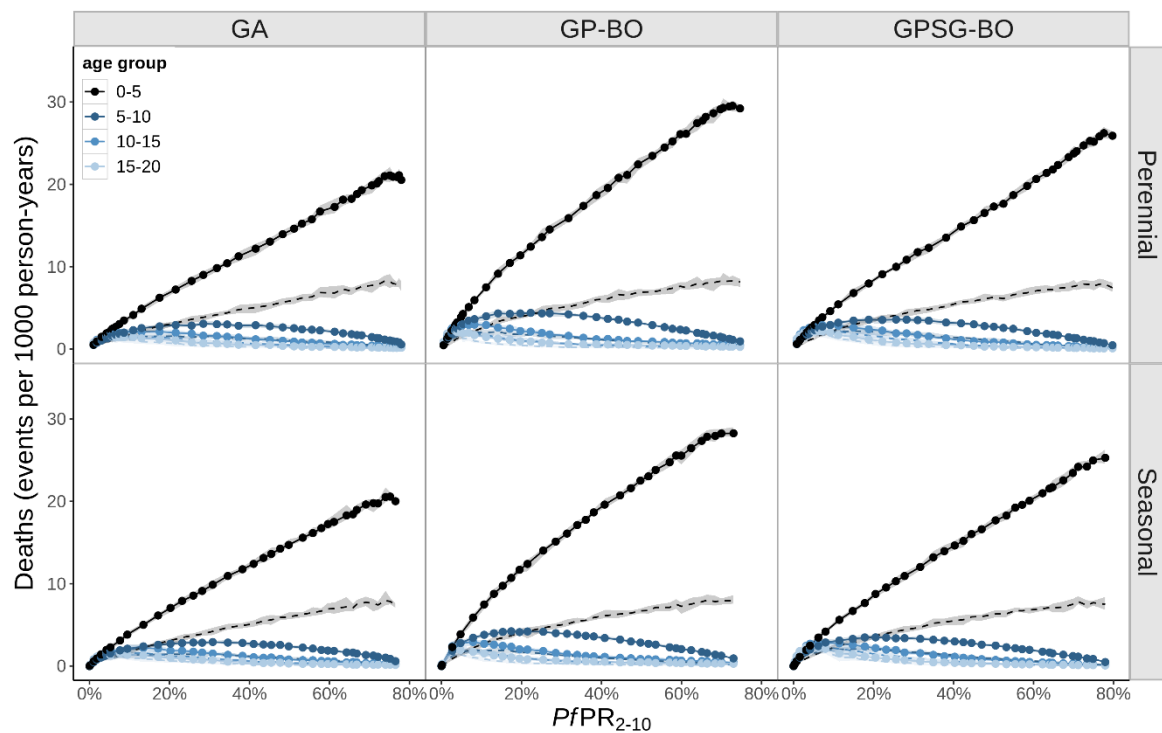 GA GP-BO GPSG-BO
age group
0-5
5-10
10-15
15-20
Deaths (events per 1000 person-years)
30
20
10
0
Perennial
30
20
10
0
Seasonal
0% 20% 40% 60% 80% 0% 20% 40% 60% 80% 0% 20% 40% 60% 80%
PfPR2-10